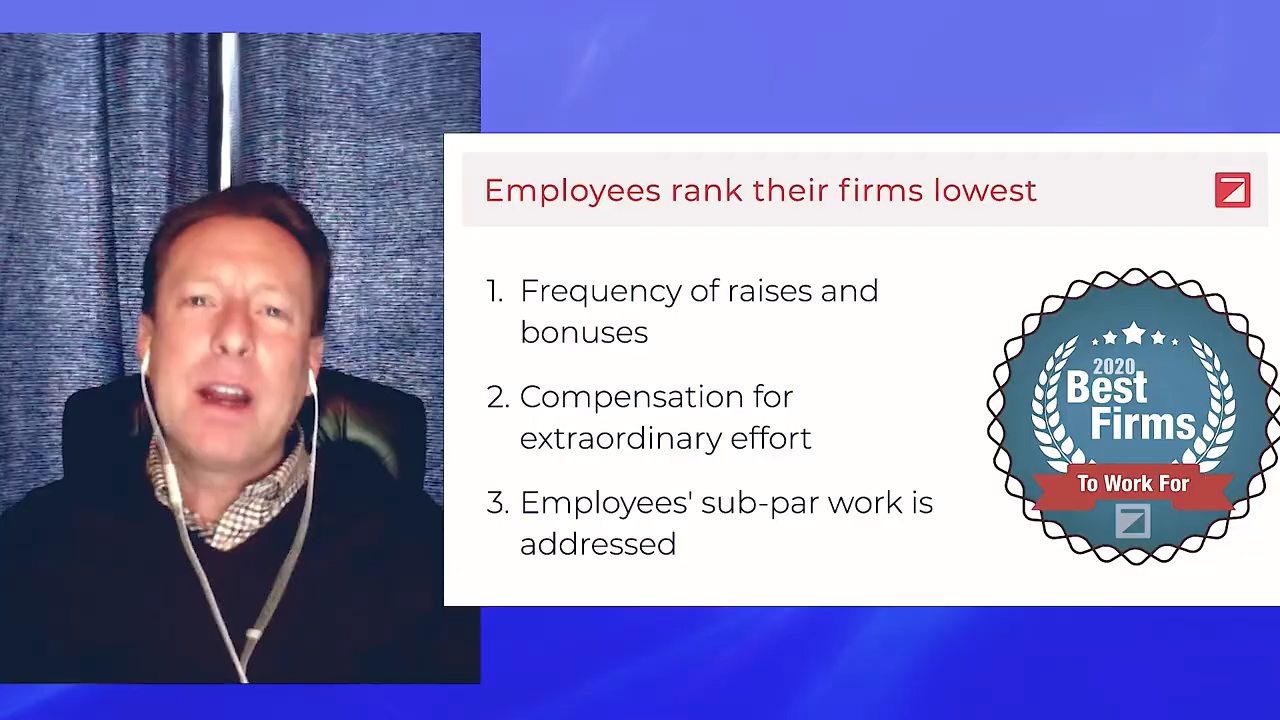 Employees rank their firms lowest
1. Frequency of raises and
bonuses
2. Compensation for
extraordinary effort
3. Employees' sub-par work is
addressed
2020
Best
Firms
To Work For